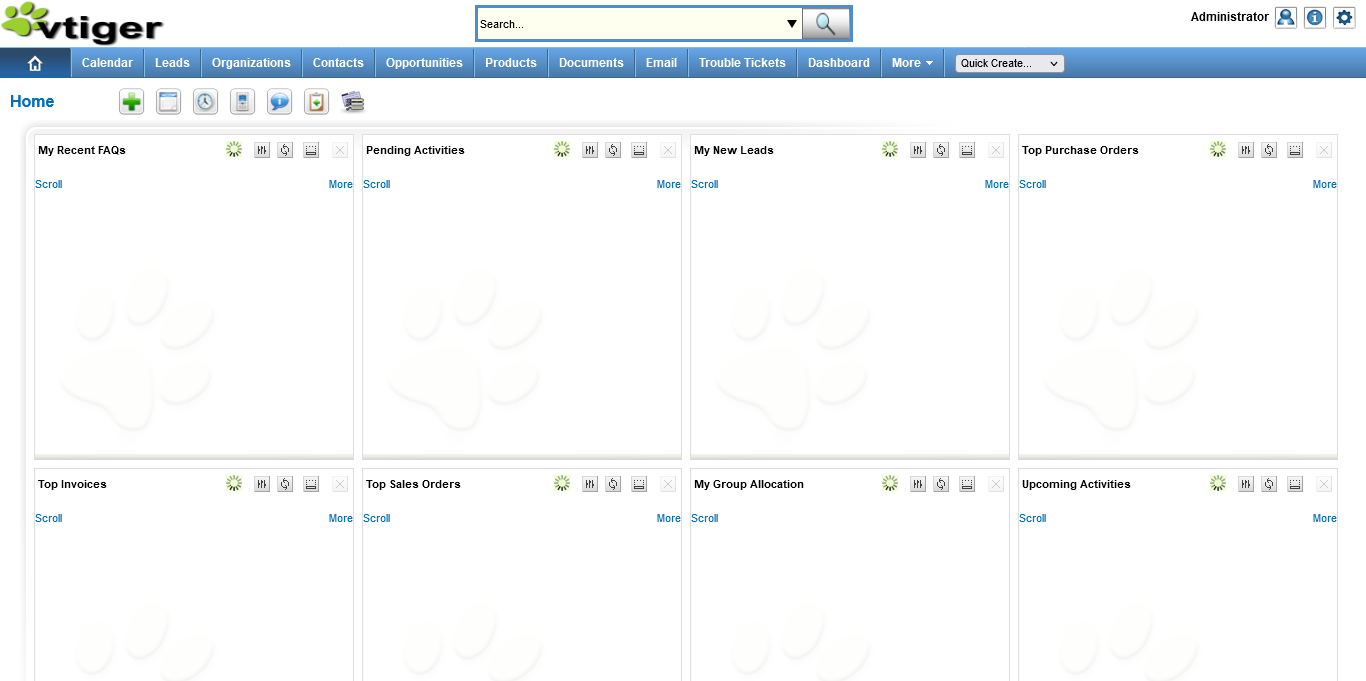 vtiger
Search...
Administrator
Calendar Leads Organizations Contacts Opportunities Products Documents Email Trouble Tickets Dashboard More Quick Create...
Home
My Recent FAQs Pending Activities My New Leads Top Purchase Orders
Scroll More Scroll More Scroll More Scroll More
Top Invoices Top Sales Orders My Group Allocation Upcoming Activities
Scroll More Scroll More Scroll Scroll More